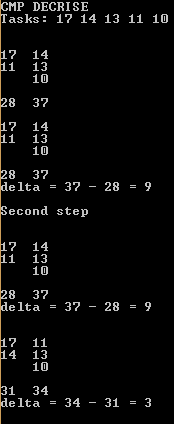 CMP DECRISE
Tasks: 17 14 13 11 10
17 14
11 13
10
28 37
17 14
11 13
10
28 37
delta = 37 - 28 = 9
Second step
17 14
11 13
10
28 37
delta = 37 - 28 = 9
17 11
14 13
10
31 34
delta = 34 - 31 = 3